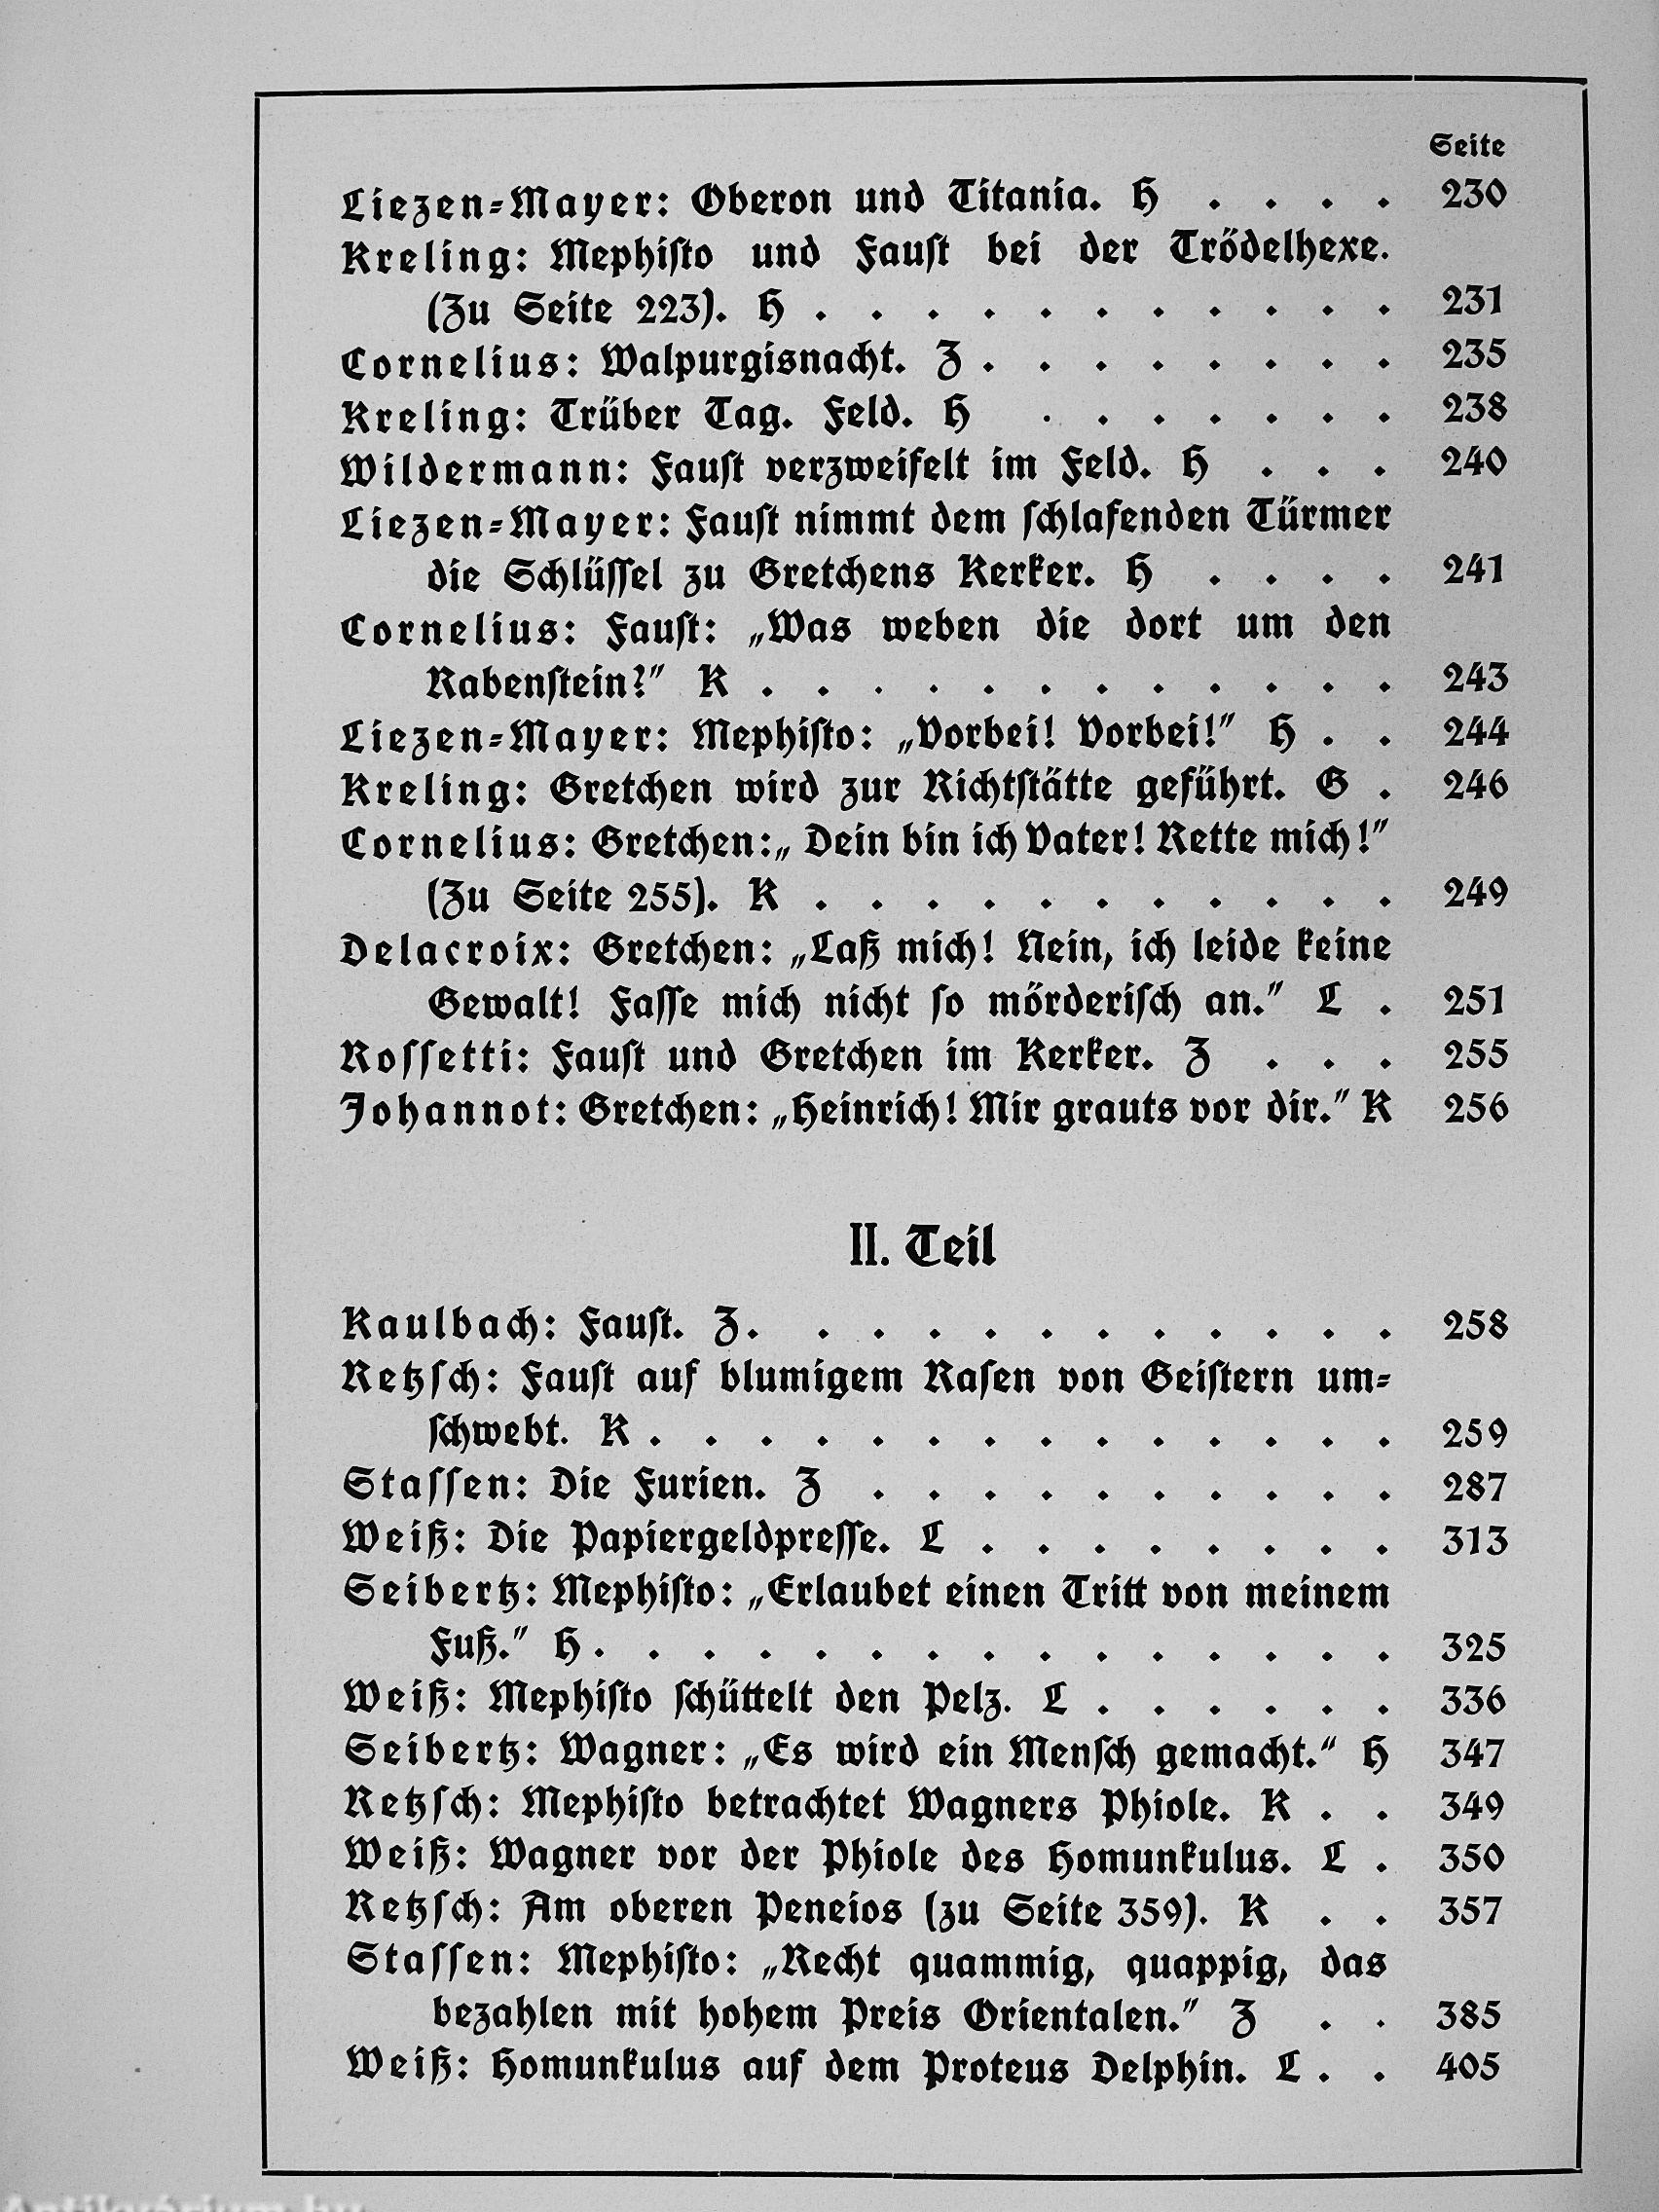 Seite
Liezen-Mayer: Oberon und Titania. H . . . . 230
Kreling: Mephisto und Faust bei der Trödelhexe.
(Zu Seite 223). H . . . . . . . . . . . 231
Cornelius: Walpurgisnacht. Z . . . . . . . . 235
Kreling: Trüber Tag. Feld. H . . . . . . . 238
Wildermann: Faust verzweifelt im Feld. H . . . 240
Liezen-Mayer: Faust nimmt dem schlafenden Türmer
die Schlüssel zu Gretchens Kerker. H . . . . 241
Cornelius: Faust: „Was weben die dort um den
Rabenstein?" K . . . . . . . . . . . . 243
Liezen-Mayer: Mephisto: „Vorbei! Vorbei!" H . . 244
Kreling: Gretchen wird zur Richtstätte geführt. G . 246
Cornelius: Gretchen:„ Dein bin ich Vater! Rette mich!"
(Zu Seite 255). K . . . . . . . . . . . 249
Delacroix: Gretchen: „Laß mich! Nein, ich leide keine
Gewalt! Fasse mich nicht so mörderisch an." L . 251
Rossetti: Faust und Gretchen im Kerker. Z . . . 255
Johannot: Gretchen: „Heinrich! Mir grauts vor dir." K 256
II. Teil
Kaulbach: Faust. Z . . . . . . . . . . . . 258
Retzsch: Faust auf blumigem Rasen von Geistern um-
schwebt. K . . . . . . . . . . . . . . 259
Stassen: Die Furien. Z . . . . . . . . . . 287
Weiß: Die Papiergeldpresse. L . . . . . . . . 313
Seibertz: Mephisto: „Erlaubet einen Tritt von meinem
Fuß." H . . . . . . . . . . . . . . . 325
Weiß: Mephisto schüttelt den Pelz. L . . . . . . 336
Seibertz: Wagner: „Es wird ein Mensch gemacht." H 347
Retzsch: Mephisto betrachtet Wagners Phiole. K . . 349
Weiß: Wagner vor der Phiole des Homunkulus. L . 350
Retzsch: Am oberen Peneios (zu Seite 359). K . . 357
Stassen: Mephisto: „Recht quammig, quappig, das
bezahlen mit hohem Preis Orientalen." Z . . 385
Weiß: Homunkulus auf dem Proteus Delphin. L . . 405
Antikvárium.hu